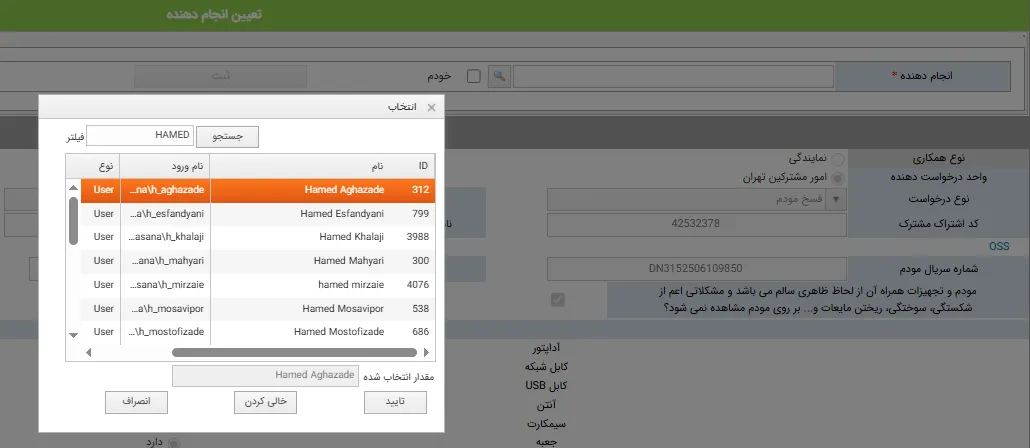 تعیین انجام دهنده
انجام دهنده *
خودم
ثبت
انتخاب
فیلتر HAMED جستجو
ID نام نام ورود نوع
312 Hamed Aghazade ...na\h_aghazade User
799 Hamed Esfandyani ...a\h_esfandyani User
3988 Hamed Khalaji ...asana\h_khalaji User
300 Hamed Mahyari ...ana\h_mahyari User
4076 hamed mirzaie ...sana\h_mirzaie User
538 Hamed Mosavipor ...a\h_mosavipor User
686 Hamed Mostofizade ...\h_mostofizade User
مقدار انتخاب شده Hamed Aghazade
تایید خالی کردن انصراف
نوع همکاری نمایندگی
واحد درخواست دهنده امور مشترکین تهران
نوع درخواست فسخ مودم
کد اشتراک مشترک 42532378
OSS
شماره سریال مودم DN3152506109850
مودم و تجهیزات همراه آن از لحاظ ظاهری سالم می باشد و مشکلاتی اعم از
شکستگی، سوختگی، ریختن مایعات و... بر روی مودم مشاهده نمی شود؟
آداپتور
کابل شبکه
کابل USB
آنتن
سیمکارت
جعبه
دارد